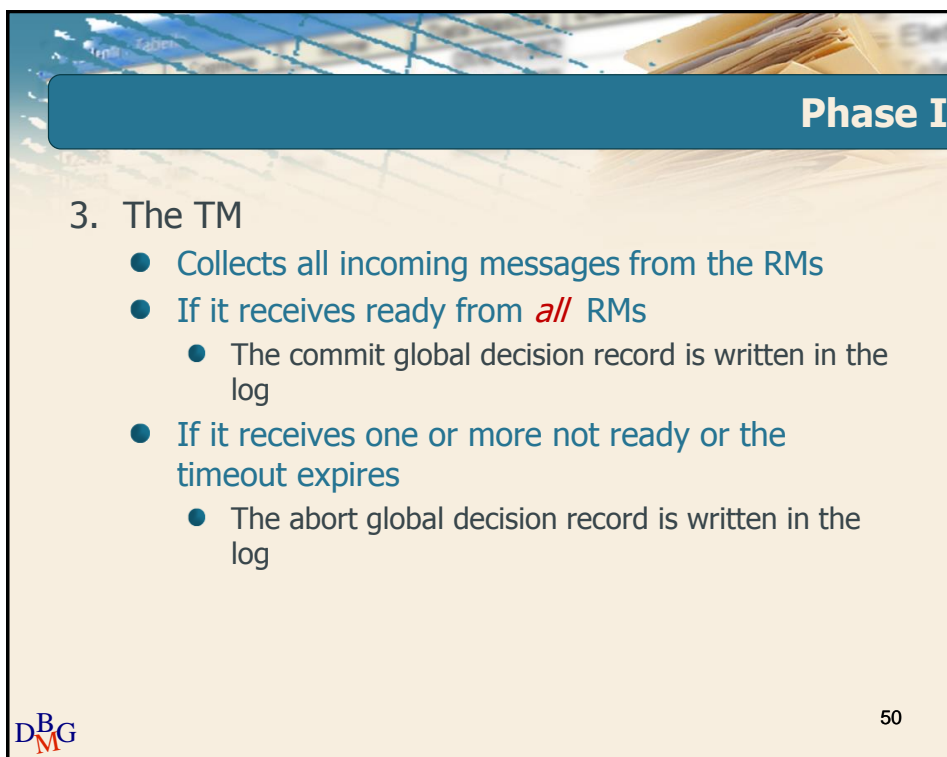 Phase I
3. The TM
Collects all incoming messages from the RMs
If it receives ready from all RMs
The commit global decision record is written in the
log
If it receives one or more not ready or the
timeout expires
The abort global decision record is written in the
log
DBMG
50